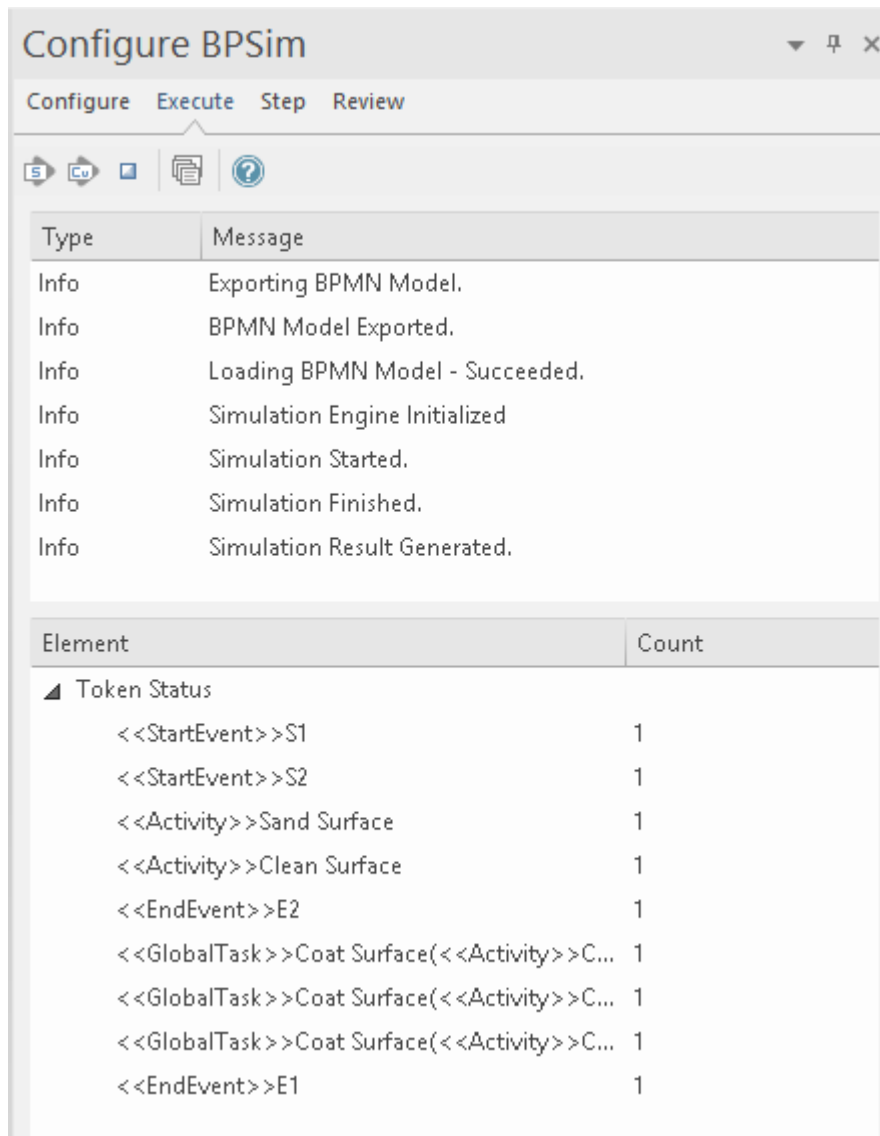 Configure BPSim
Configure Execute Step Review
S Cu ?
Type Message
Info Exporting BPMN Model.
Info BPMN Model Exported.
Info Loading BPMN Model - Succeeded.
Info Simulation Engine Initialized
Info Simulation Started.
Info Simulation Finished.
Info Simulation Result Generated.
Element Count
Token Status
<<StartEvent>>S1 1
<<StartEvent>>S2 1
<<Activity>>Sand Surface 1
<<Activity>>Clean Surface 1
<<EndEvent>>E2 1
<<GlobalTask>>Coat Surface(<<Activity>>C... 1
<<GlobalTask>>Coat Surface(<<Activity>>C... 1
<<GlobalTask>>Coat Surface(<<Activity>>C... 1
<<EndEvent>>E1 1